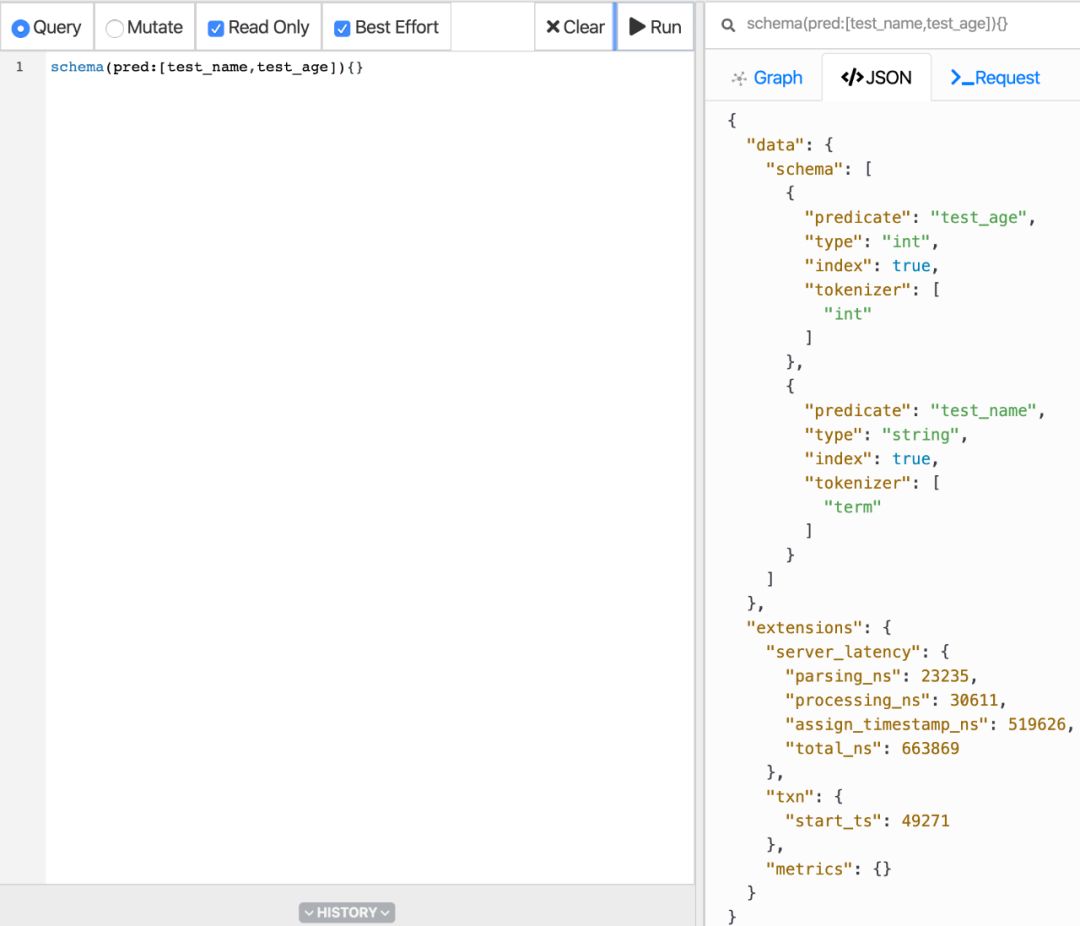 Query Mutate Read Only Best Effort Clear Run
1 schema(pred:[test_name,test_age]){}
HISTORY
schema(pred:[test_name,test_age]){}
Graph </>JSON >_Request
{
"data": {
"schema": [
{
"predicate": "test_age",
"type": "int",
"index": true,
"tokenizer": [
"int"
]
},
{
"predicate": "test_name",
"type": "string",
"index": true,
"tokenizer": [
"term"
]
}
]
},
"extensions": {
"server_latency": {
"parsing_ns": 23235,
"processing_ns": 30611,
"assign_timestamp_ns": 519626,
"total_ns": 663869
},
"txn": {
"start_ts": 49271
},
"metrics": {}
}
}